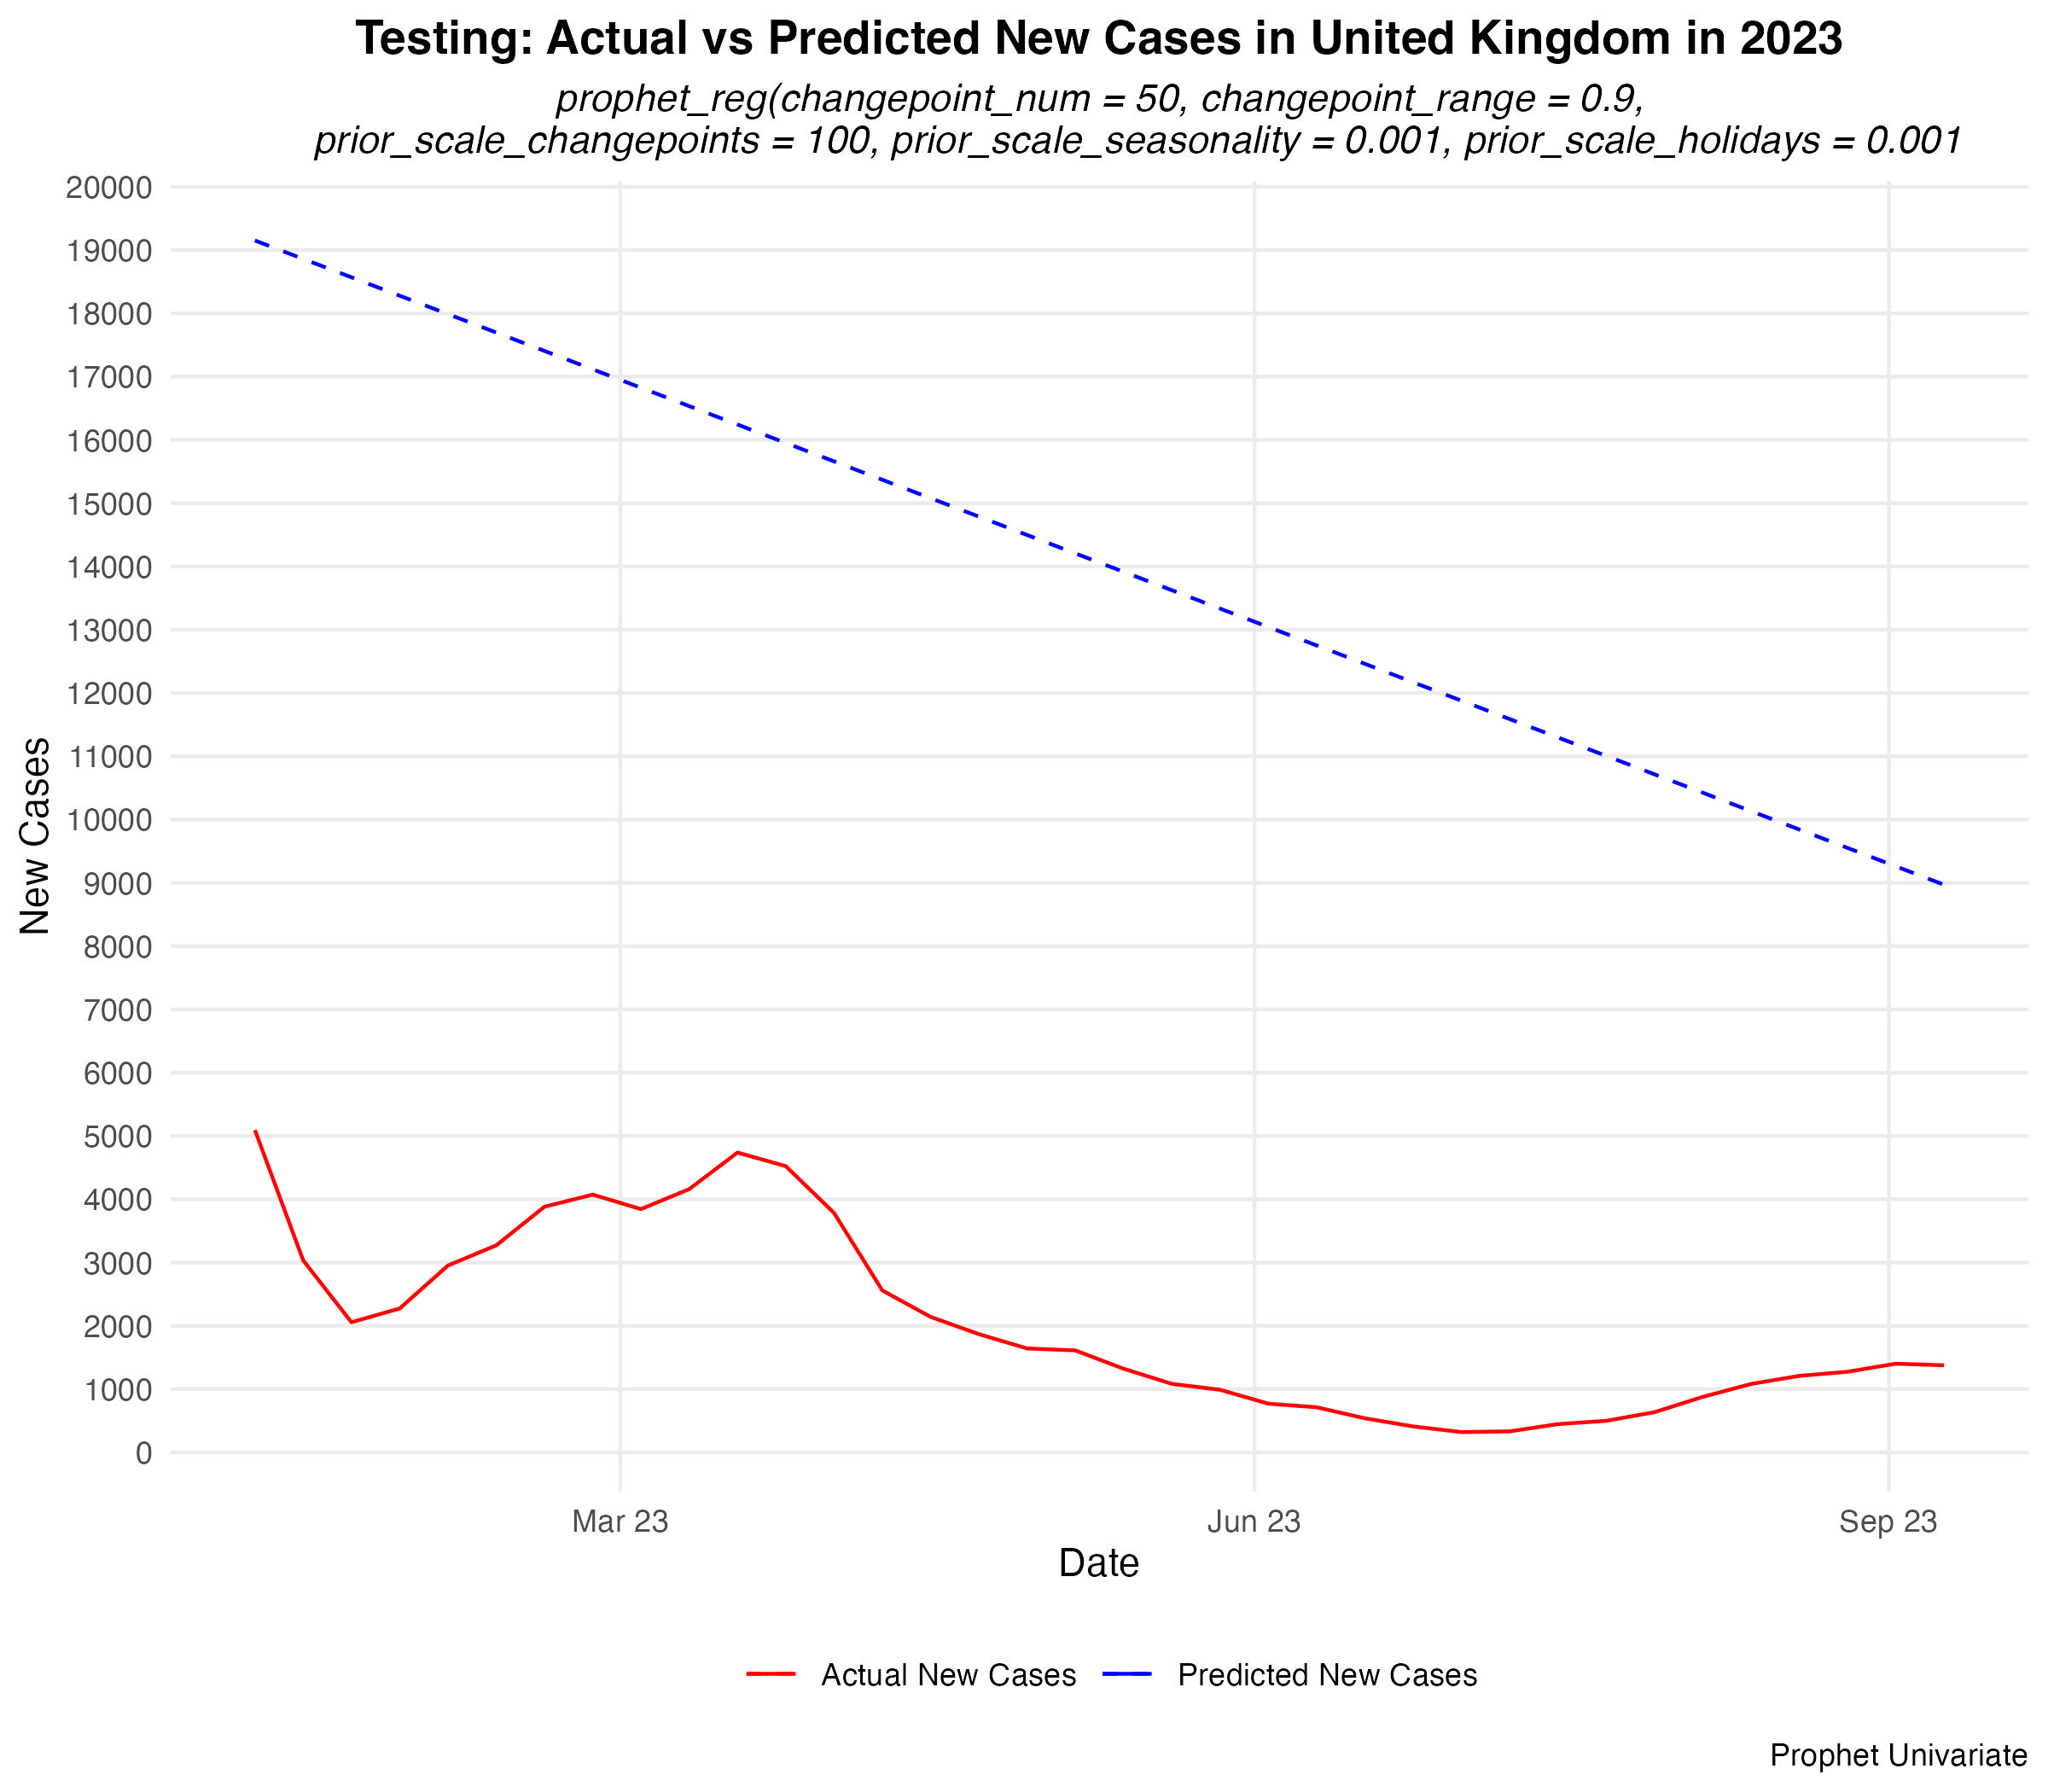 Testing: Actual vs Predicted New Cases in United Kingdom in 2023
prophet_reg(changepoint_num = 50, changepoint_range = 0.9,
prior_scale_changepoints = 100, prior_scale_seasonality = 0.001, prior_scale_holidays = 0.001
20000
19000
18000
17000
16000
15000
14000
13000
12000
11000
10000
9000
8000
7000
6000
5000
4000
3000
2000
1000
0
New Cases
Mar 23
Jun 23
Sep 23
Date
Actual New Cases
Predicted New Cases
Prophet Univariate